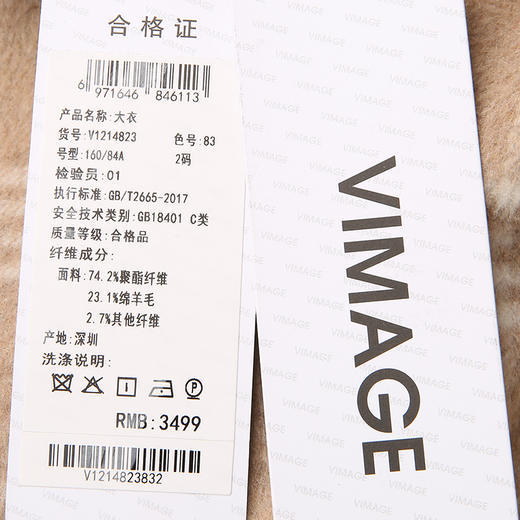 合格证
6 971646 846113
产品名称:大衣
货号:V1214823 色号:83
号型:160/84A 2码
检验员:01
执行标准:GB/T2665-2017
安全技术类别:GB18401 C类
质量等级:合格品
纤维成分:
面料:74.2%聚酯纤维
23.1%绵羊毛
2.7%其他纤维
产地:深圳
洗涤说明:
P
RMB:3499
V1214823832
VIMAGE